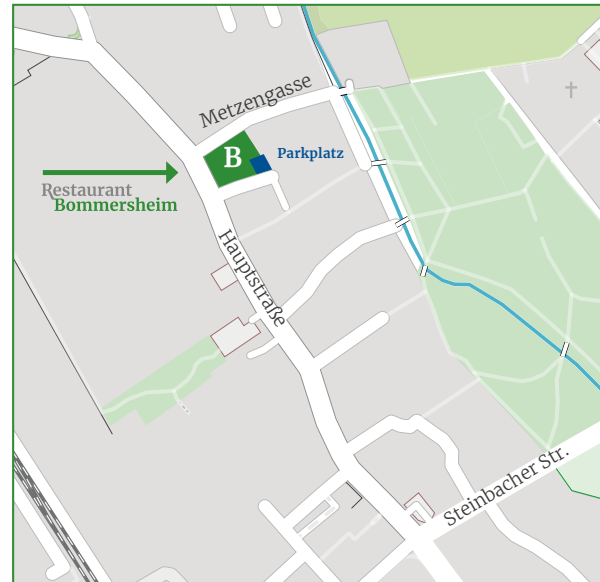 Metzengasse
B
Parkplatz
Restaurant
Bommersheim
Hauptstraße
Steinbacher Str.